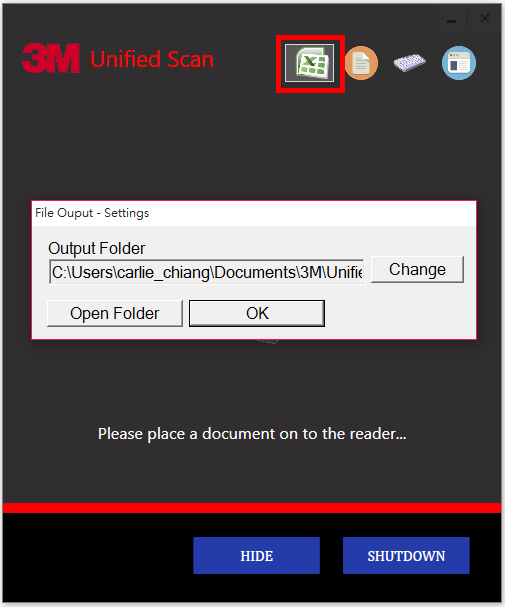 3M Unified Scan
File Ouput - Settings
Output Folder
C:\Users\carlie_chiang\Documents\3M\Unifie
Change
Open Folder
OK
Please place a document on to the reader...
HIDE
SHUTDOWN